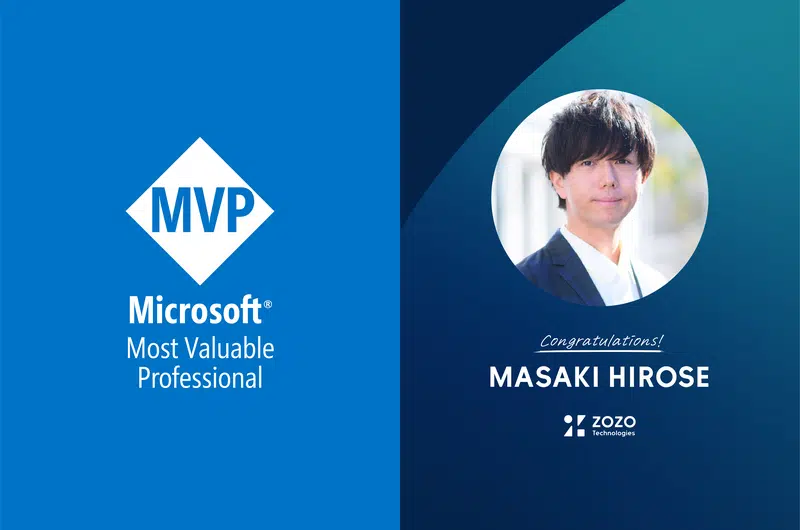 MVP
Microsoft®
Most Valuable
Professional
Congratulations!
MASAKI HIROSE
ZOZO
Technologies